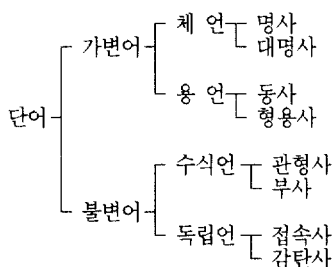 체 언 명사
가변어 대명사
용 언 동사
형용사
단어
수식언 관형사
부사
불변어
독립언 접속사
감탄사